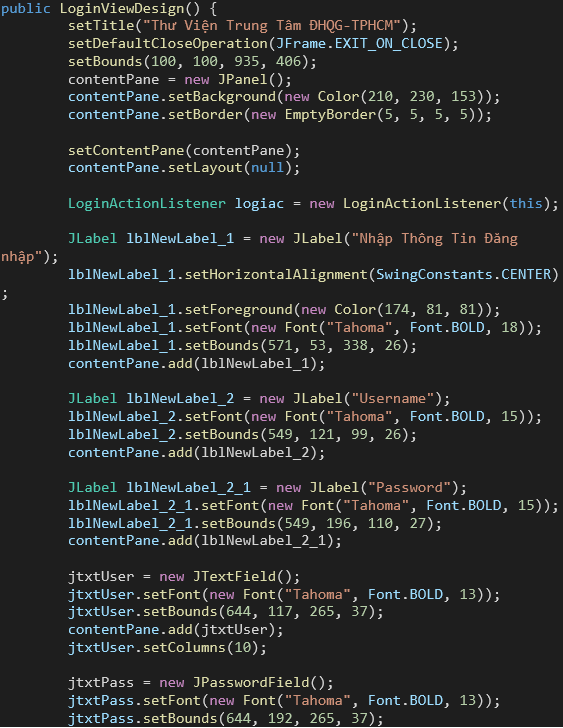 public LoginViewDesign() {
setTitle("Thư Viện Trung Tâm ĐHQG-TPHCM");
setDefaultCloseOperation(JFrame.EXIT_ON_CLOSE);
setBounds(100, 100, 935, 406);
contentPane = new JPanel();
contentPane.setBackground(new Color(210, 230, 153));
contentPane.setBorder(new EmptyBorder(5, 5, 5, 5));
setContentPane(contentPane);
contentPane.setLayout(null);
LoginActionListener logiac = new LoginActionListener(this);
JLabel lblNewLabel_1 = new JLabel("Nhập Thông Tin Đăng
nhập");
lblNewLabel_1.setHorizontalAlignment(SwingConstants.CENTER)
;
lblNewLabel_1.setForeground(new Color(174, 81, 81));
lblNewLabel_1.setFont(new Font("Tahoma", Font.BOLD, 18));
lblNewLabel_1.setBounds(571, 53, 338, 26);
contentPane.add(lblNewLabel_1);
JLabel lblNewLabel_2 = new JLabel("Username");
lblNewLabel_2.setFont(new Font("Tahoma", Font.BOLD, 15));
lblNewLabel_2.setBounds(549, 121, 99, 26);
contentPane.add(lblNewLabel_2);
JLabel lblNewLabel_2_1 = new JLabel("Password");
lblNewLabel_2_1.setFont(new Font("Tahoma", Font.BOLD, 15));
lblNewLabel_2_1.setBounds(549, 196, 110, 27);
contentPane.add(lblNewLabel_2_1);
jtxtUser = new JTextField();
jtxtUser.setFont(new Font("Tahoma", Font.BOLD, 13));
jtxtUser.setBounds(644, 117, 265, 37);
contentPane.add(jtxtUser);
jtxtUser.setColumns(10);
jtxtPass = new JPasswordField();
jtxtPass.setFont(new Font("Tahoma", Font.BOLD, 13));
jtxtPass.setBounds(644, 192, 265, 37);